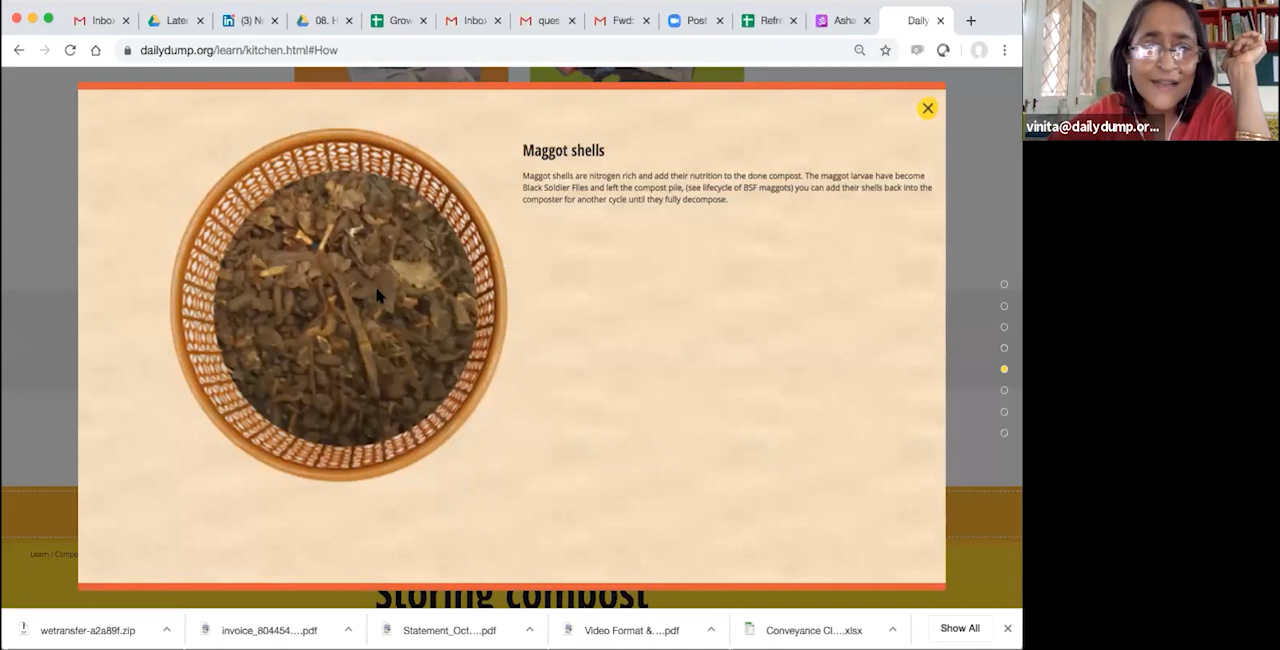 Inbo
Later
(3) N
08. H
Grow
Inbo
ques
Fwd:
Post
Refr
Asha
Daily
dailydump.org/learn/kitchen.html#How
vinita@dailydump.or...
Maggot shells
Maggot shells are nitrogen rich and add their nutrition to the done compost. The maggot larvae have become
Black Soldier Flies and left the compost pile, (see lifecycle of BSF maggots) you can add their shells back into the
composter for another cycle until they fully decompose.
Learn / Compo
Storing compost
wetransfer-a2a89f.zip
invoice_804454....pdf
Statement_Oct....pdf
Video Format &....pdf
Conveyance Cl....xlsx
Show All